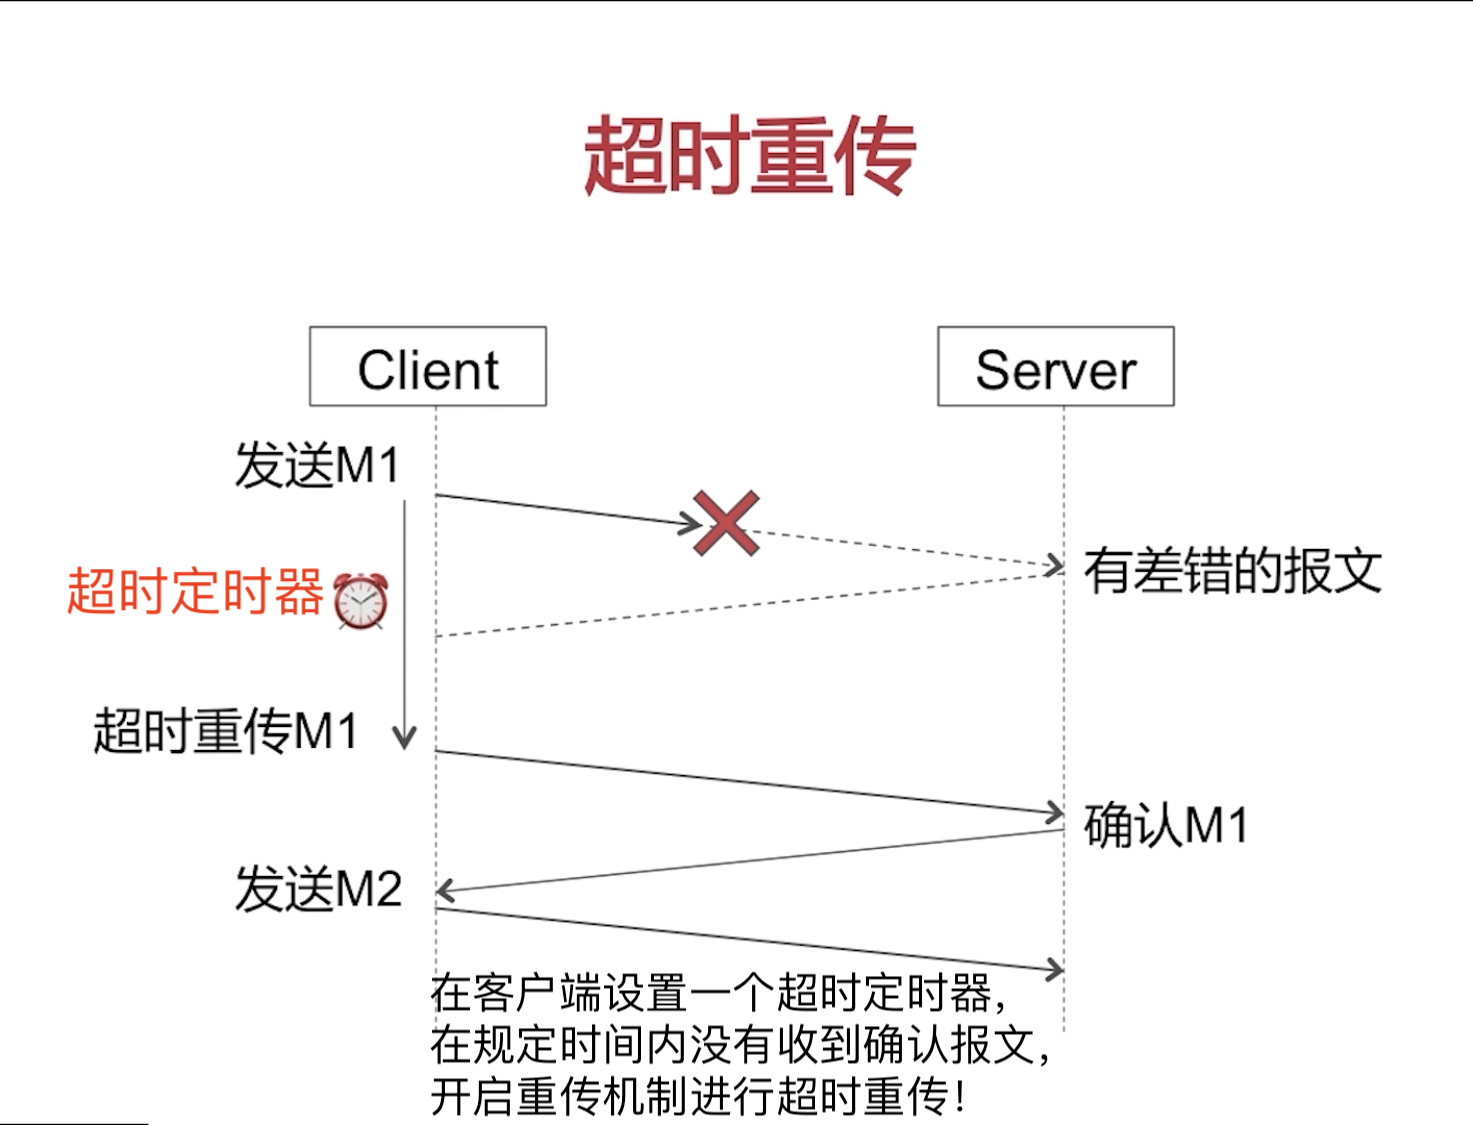 超时重传
Client
Server
发送M1
有差错的报文
超时定时器
超时重传M1
确认M1
发送M2
在客户端设置一个超时定时器，
在规定时间内没有收到确认报文，
开启重传机制进行超时重传！